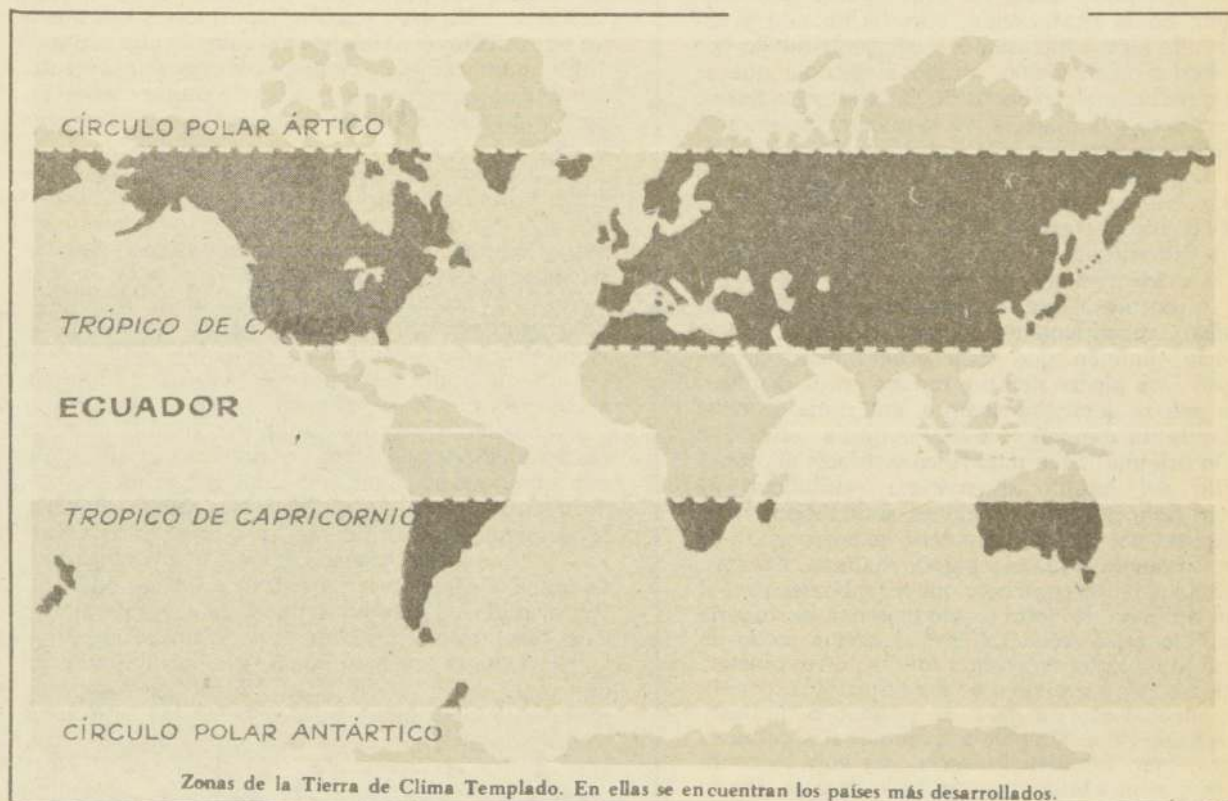 CÍRCULO POLAR ÁRTICO
TRÓPICO DE CÁNCER
ECUADOR
TROPICO DE CAPRICORNIO
CÍRCULO POLAR ANTÁRTICO
Zonas de la Tierra de Clima Templado. En ellas se encuentran los países más desarrollados.